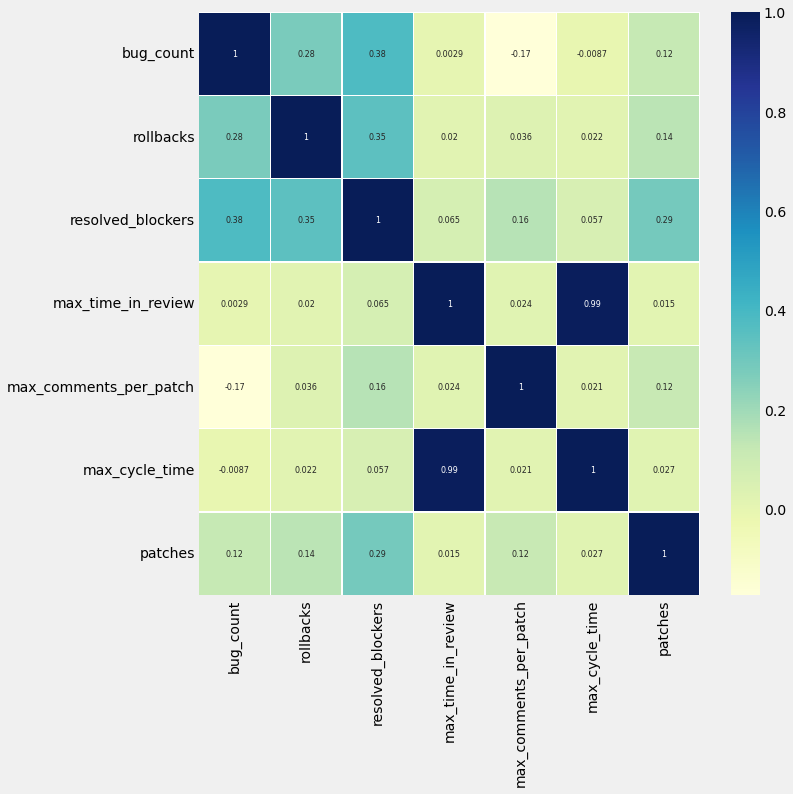 bug_count 1 0.28 0.38 0.0029 -0.17 -0.0087 0.12
rollbacks 0.28 1 0.35 0.02 0.036 0.022 0.14
resolved_blockers 0.38 0.35 1 0.065 0.16 0.057 0.29
max_time_in_review 0.0029 0.02 0.065 1 0.024 0.99 0.015
max_comments_per_patch -0.17 0.036 0.16 0.024 1 0.021 0.12
max_cycle_time -0.0087 0.022 0.057 0.99 0.021 1 0.027
patches 0.12 0.14 0.29 0.015 0.12 0.027 1
bug_count
rollbacks
resolved_blockers
max_time_in_review
max_comments_per_patch
max_cycle_time
patches
1.0
0.8
0.6
0.4
0.2
0.0